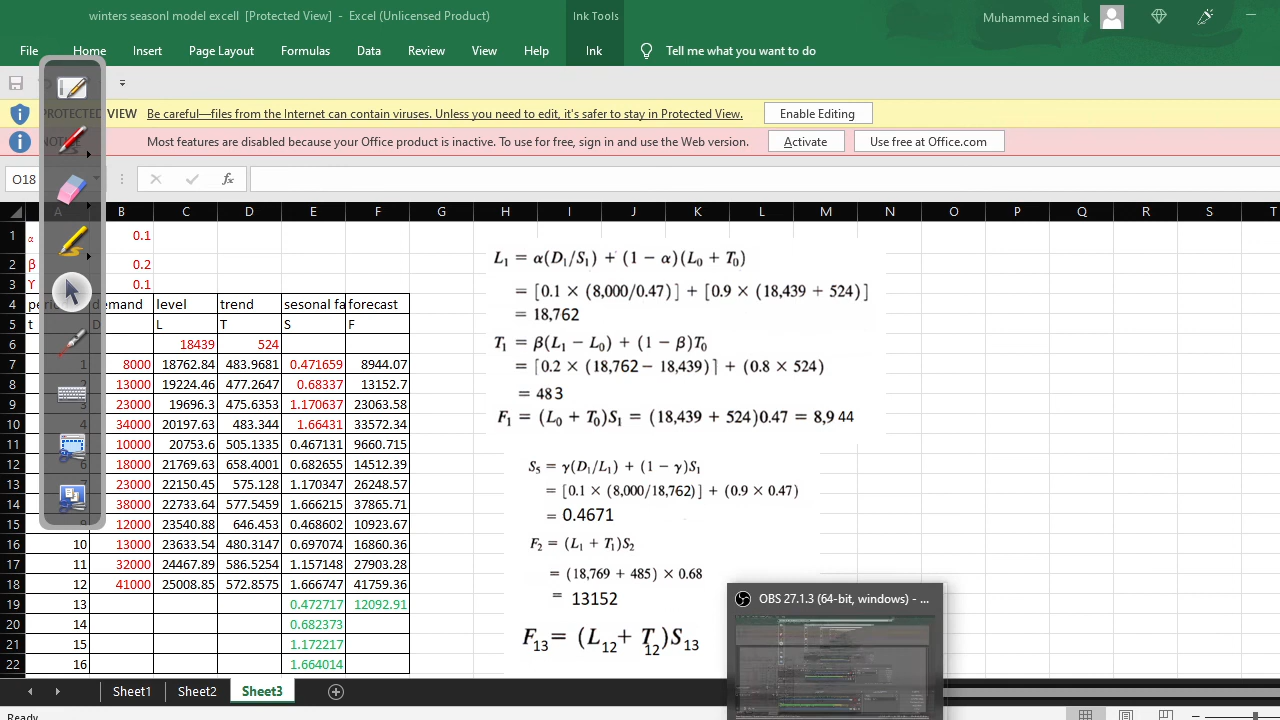 winters seasonl model excell [Protected View] - Excel (Unlicensed Product)
Ink Tools
Muhammed sinan k
File Home Insert Page Layout Formulas Data Review View Help Ink Tell me what you want to do
PROTECTED VIEW Be careful—files from the Internet can contain viruses. Unless you need to edit, it's safer to stay in Protected View. Enable Editing
Most features are disabled because your Office product is inactive. To use for free, sign in and use the Web version. Activate Use free at Office.com
O18 fx
A B C D E F G H I J K L M N O P Q R S T
1 α 0.1
2 β 0.2
3 ϒ 0.1
4 demand level trend sesonal fa forecast
5 t D L T S F
6 18439 524
7 1 8000 18762.84 483.9681 0.471659 8944.07
8 13000 19224.46 477.2647 0.68337 13152.7
9 23000 19696.3 475.6353 1.170637 23063.58
10 483.344 1.66431 33572.34
11 10000 20753.6 505.1335 0.467131 9660.715
12 6 18000 21769.63 658.4001 0.682655 14512.39
13 23000 22150.45 575.128 1.170347 26248.57
14 38000 22737.64 577.5459 1.666215 37865.71
15 12000 23540.88 646.453 0.468602 10923.67
16 10 13000 23633.54 480.3147 0.697074 16860.36
17 11 32000 24487.89 586.5254 1.157148 27903.28
18 12 41000 25008.85 572.8575 1.666747 41759.36
19 13 0.472717 12092.91
20 14 0.682373
21 15 1.172217
22 16 1.664014
L₁ = α(D₁/S₁) + (1 − α)(L₀ + T₀)
= [0.1 × (8,000/0.47)] + [0.9 × (18,439 + 524)]
= 18,762
T₁ = β(L₁ − L₀) + (1 − β)T₀
= [0.2 × (18,762 − 18,439)] + (0.8 × 524)
= 483
F₁ = (L₀ + T₀)S₁ = (18,439 + 524)0.47 = 8,944
S₅ = γ(D₁/L₁) + (1 − γ)S₁
= [0.1 × (8,000/18,762)] + (0.9 × 0.47)
= 0.4671
F₂ = (L₁ + T₁)S₂
= (18,769 + 485) × 0.68
= 13152
F₁₃ = (L₁₂ + T₁₂)S₁₃
OBS 27.1.3 (64-bit, windows) - ...
Sheet1 Sheet2 Sheet3
Ready